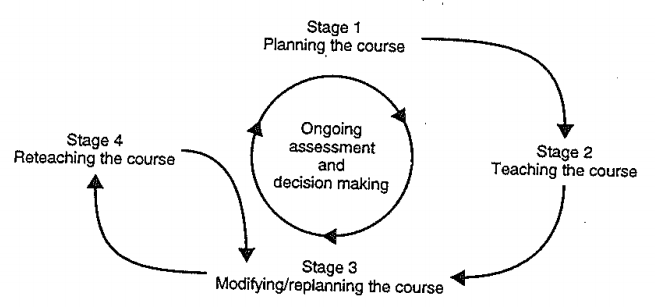 Stage 1
Planning the course
Ongoing
assessment
and
decision making
Stage 4
Reteaching the course
Stage 2
Teaching the course
Stage 3
Modifying/replanning the course